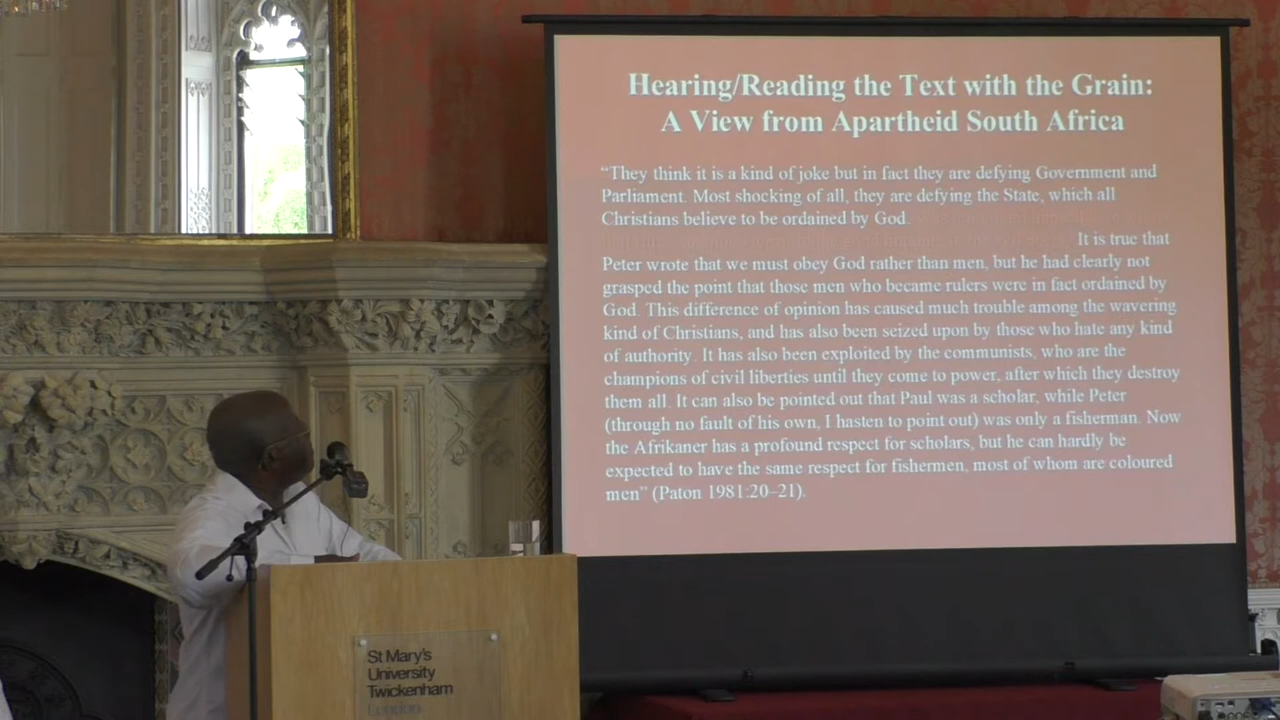 Hearing/Reading the Text with the Grain:
A View from Apartheid South Africa
“They think it is a kind of joke but in fact they are defying Government and
Parliament. Most shocking of all, they are defying the State, which all
Christians believe to be ordained by God.
It is true that
Peter wrote that we must obey God rather than men, but he had clearly not
grasped the point that those men who became rulers were in fact ordained by
God. This difference of opinion has caused much trouble among the wavering
kind of Christians, and has also been seized upon by those who hate any kind
of authority. It has also been exploited by the communists, who are the
champions of civil liberties until they come to power, after which they destroy
them all. It can also be pointed out that Paul was a scholar, while Peter
(through no fault of his own, I hasten to point out) was only a fisherman. Now
the Afrikaner has a profound respect for scholars, but he can hardly be
expected to have the same respect for fishermen, most of whom are coloured
men” (Paton 1981:20–21).
St Mary's
University
Twickenham
London